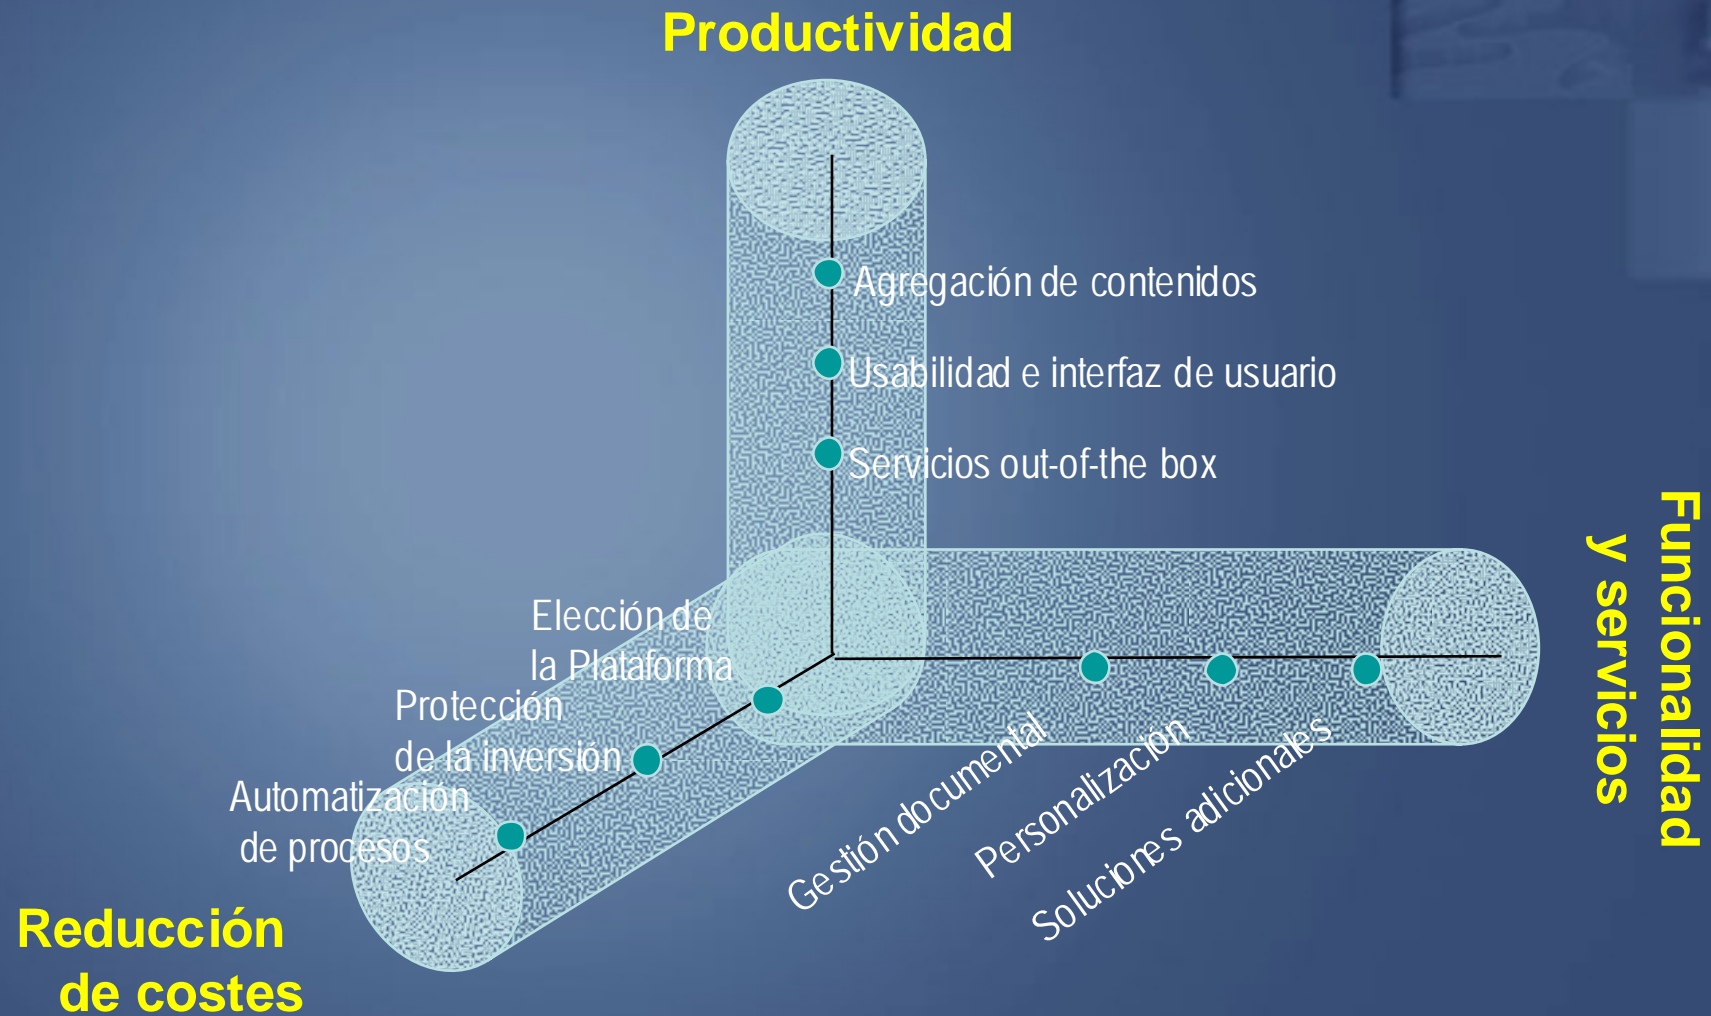 Productividad
Agregación de contenidos
Usabilidad e interfaz de usuario
Servicios out-of-the box
Funcionalidad
y servicios
Elección de
la Plataforma
Protección
de la inversión
Automatización
de procesos
Gestión documental
Personalización
Soluciones adicionales
Reducción
de costes